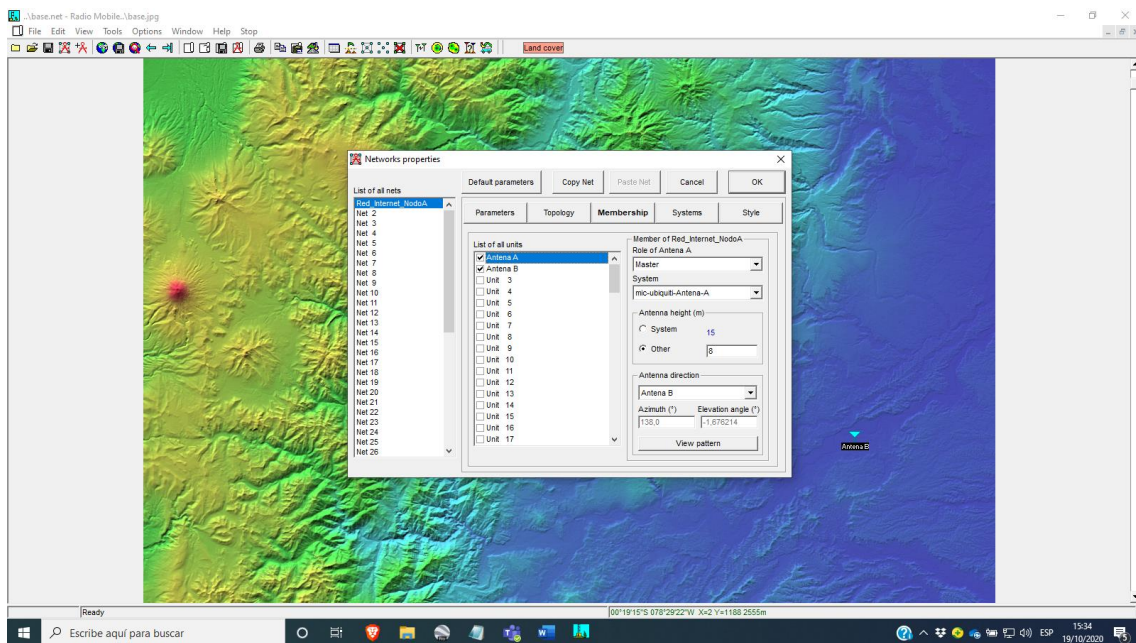 ..\base.net - Radio Mobile..\base.jpg
File Edit View Tools Options Window Help Stop
Land cover
Networks properties
Default parameters Copy Net Paste Net Cancel OK
List of all nets
Red_Internet_NodoA
Net 2
Net 3
Net 4
Net 5
Net 6
Net 7
Net 8
Net 9
Net 10
Net 11
Net 12
Net 13
Net 14
Net 15
Net 16
Net 17
Net 18
Net 19
Net 20
Net 21
Net 22
Net 23
Net 24
Net 25
Net 26
Parameters Topology Membership Systems Style
List of all units
Antena A
Antena B
Unit 3
Unit 4
Unit 5
Unit 6
Unit 7
Unit 8
Unit 9
Unit 10
Unit 11
Unit 12
Unit 13
Unit 14
Unit 15
Unit 16
Unit 17
Member of Red_Internet_NodoA
Role of Antena A
Master
System
mic-ubiquiti-Antena-A
Antenna height (m)
System 15
Other 8
Antenna direction
Antena B
Azimuth (°) Elevation angle (°)
138,0 -1,676214
View pattern
Antena B
Ready 00°19'15"S 078°29'22"W X=2 Y=1188 2555m
Escribe aquí para buscar
ESP
15:34
19/10/2020